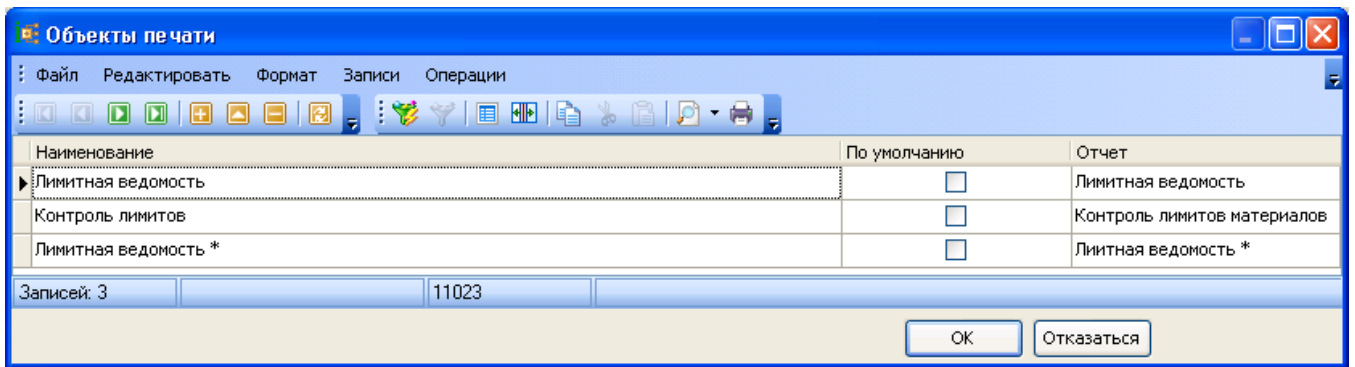 Объекты печати
Файл Редактировать Формат Записи Операции
Наименование По умолчанию Отчет
Лимитная ведомость Лимитная ведомость
Контроль лимитов Контроль лимитов материалов
Лимитная ведомость * Лиитная ведомость *
Записей: 3 11023
OK Отказаться